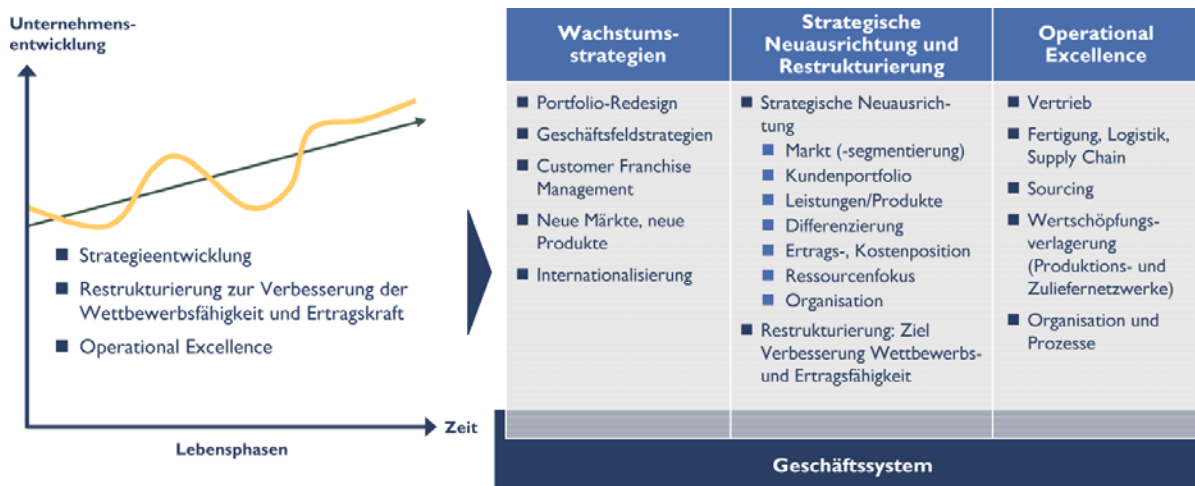 Unternehmens-
entwicklung
Strategieentwicklung
Restrukturierung zur Verbesserung der
Wettbewerbsfähigkeit und Ertragskraft
Operational Excellence
Zeit
Lebensphasen
Wachstums-
strategien
Portfolio-Redesign
Geschäftsfeldstrategien
Customer Franchise
Management
Neue Märkte, neue
Produkte
Internationalisierung
Strategische
Neuausrichtung und
Restrukturierung
Strategische Neuausrich-
tung
Markt (-segmentierung)
Kundenportfolio
Leistungen/Produkte
Differenzierung
Ertrags-, Kostenposition
Ressourcenfokus
Organisation
Restrukturierung: Ziel
Verbesserung Wettbewerbs-
und Ertragsfähigkeit
Operational
Excellence
Vertrieb
Fertigung, Logistik,
Supply Chain
Sourcing
Wertschöpfungs-
verlagerung
(Produktions- und
Zuliefernetzwerke)
Organisation und
Prozesse
Geschäftssystem